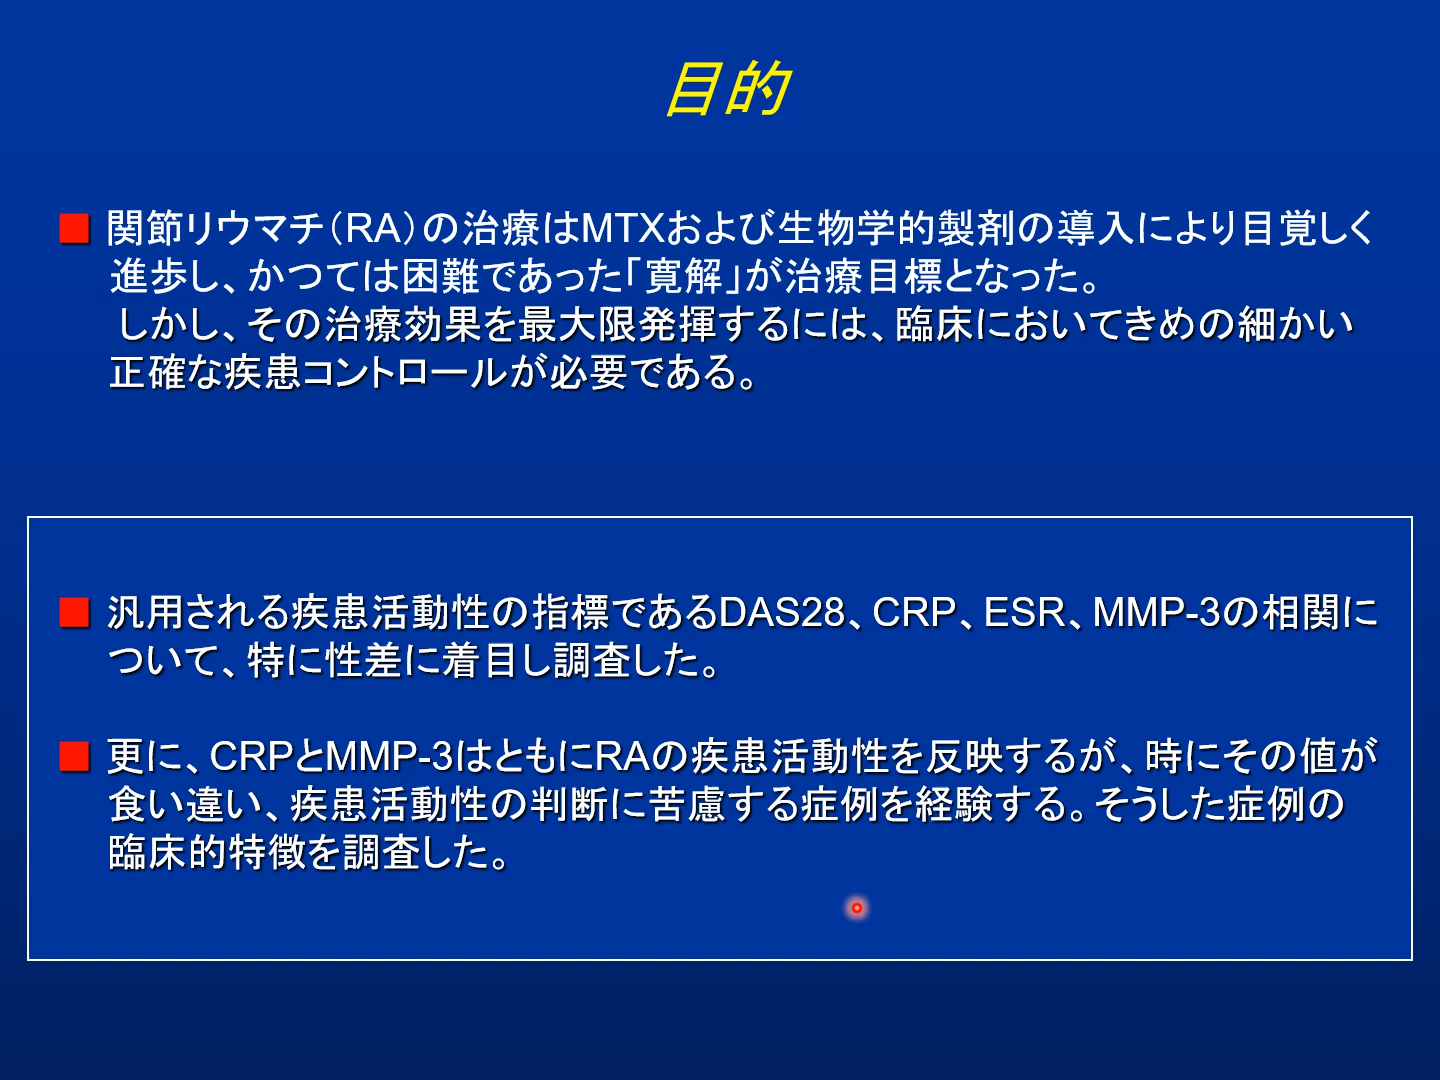 目的
■ 関節リウマチ（RA）の治療はMTXおよび生物学的製剤の導入により目覚しく
進歩し、かつては困難であった「寛解」が治療目標となった。
しかし、その治療効果を最大限発揮するには、臨床においてきめの細かい
正確な疾患コントロールが必要である。
■ 汎用される疾患活動性の指標であるDAS28、CRP、ESR、MMP-3の相関に
ついて、特に性差に着目し調査した。
■ 更に、CRPとMMP-3はともにRAの疾患活動性を反映するが、時にその値が
食い違い、疾患活動性の判断に苦慮する症例を経験する。そうした症例の
臨床的特徴を調査した。